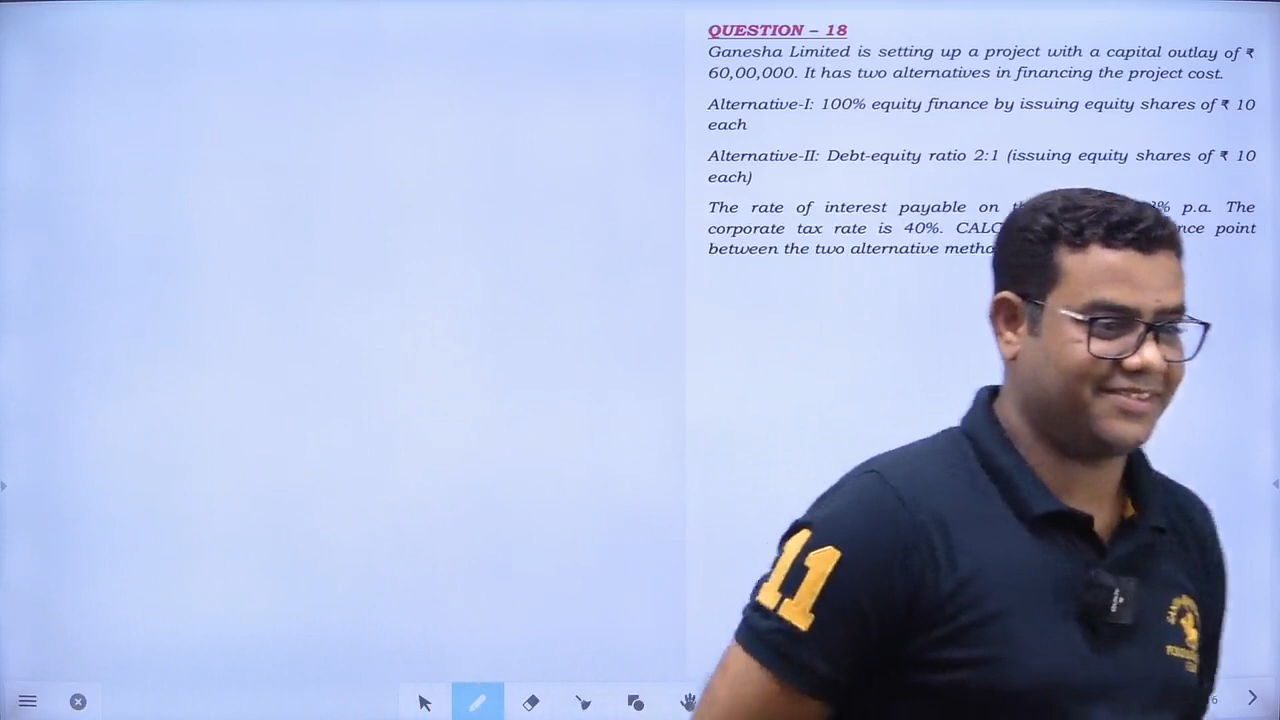 QUESTION – 18
Ganesha Limited is setting up a project with a capital outlay of ₹
60,00,000. It has two alternatives in financing the project cost.
Alternative-I: 100% equity finance by issuing equity shares of ₹ 10
each
Alternative-II: Debt-equity ratio 2:1 (issuing equity shares of ₹ 10
each)
The rate of interest payable on % p.a. The
corporate tax rate is 40%. point
between the two alternative
11